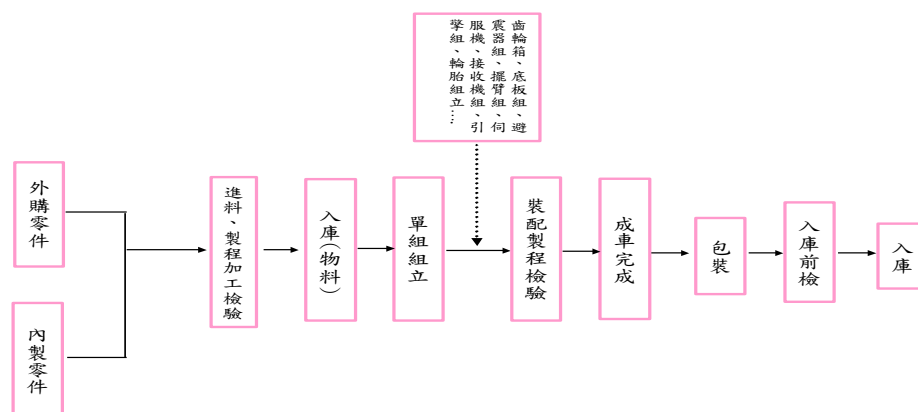 齒輪箱、底板組、避
震器組、擺臂組、伺
服機、接收機組、引
擎組、輪胎組立....
外購零件
內製零件
進料、製程加工檢驗
入庫(物料)
單組組立
裝配製程檢驗
成車完成
包裝
入庫前檢
入庫